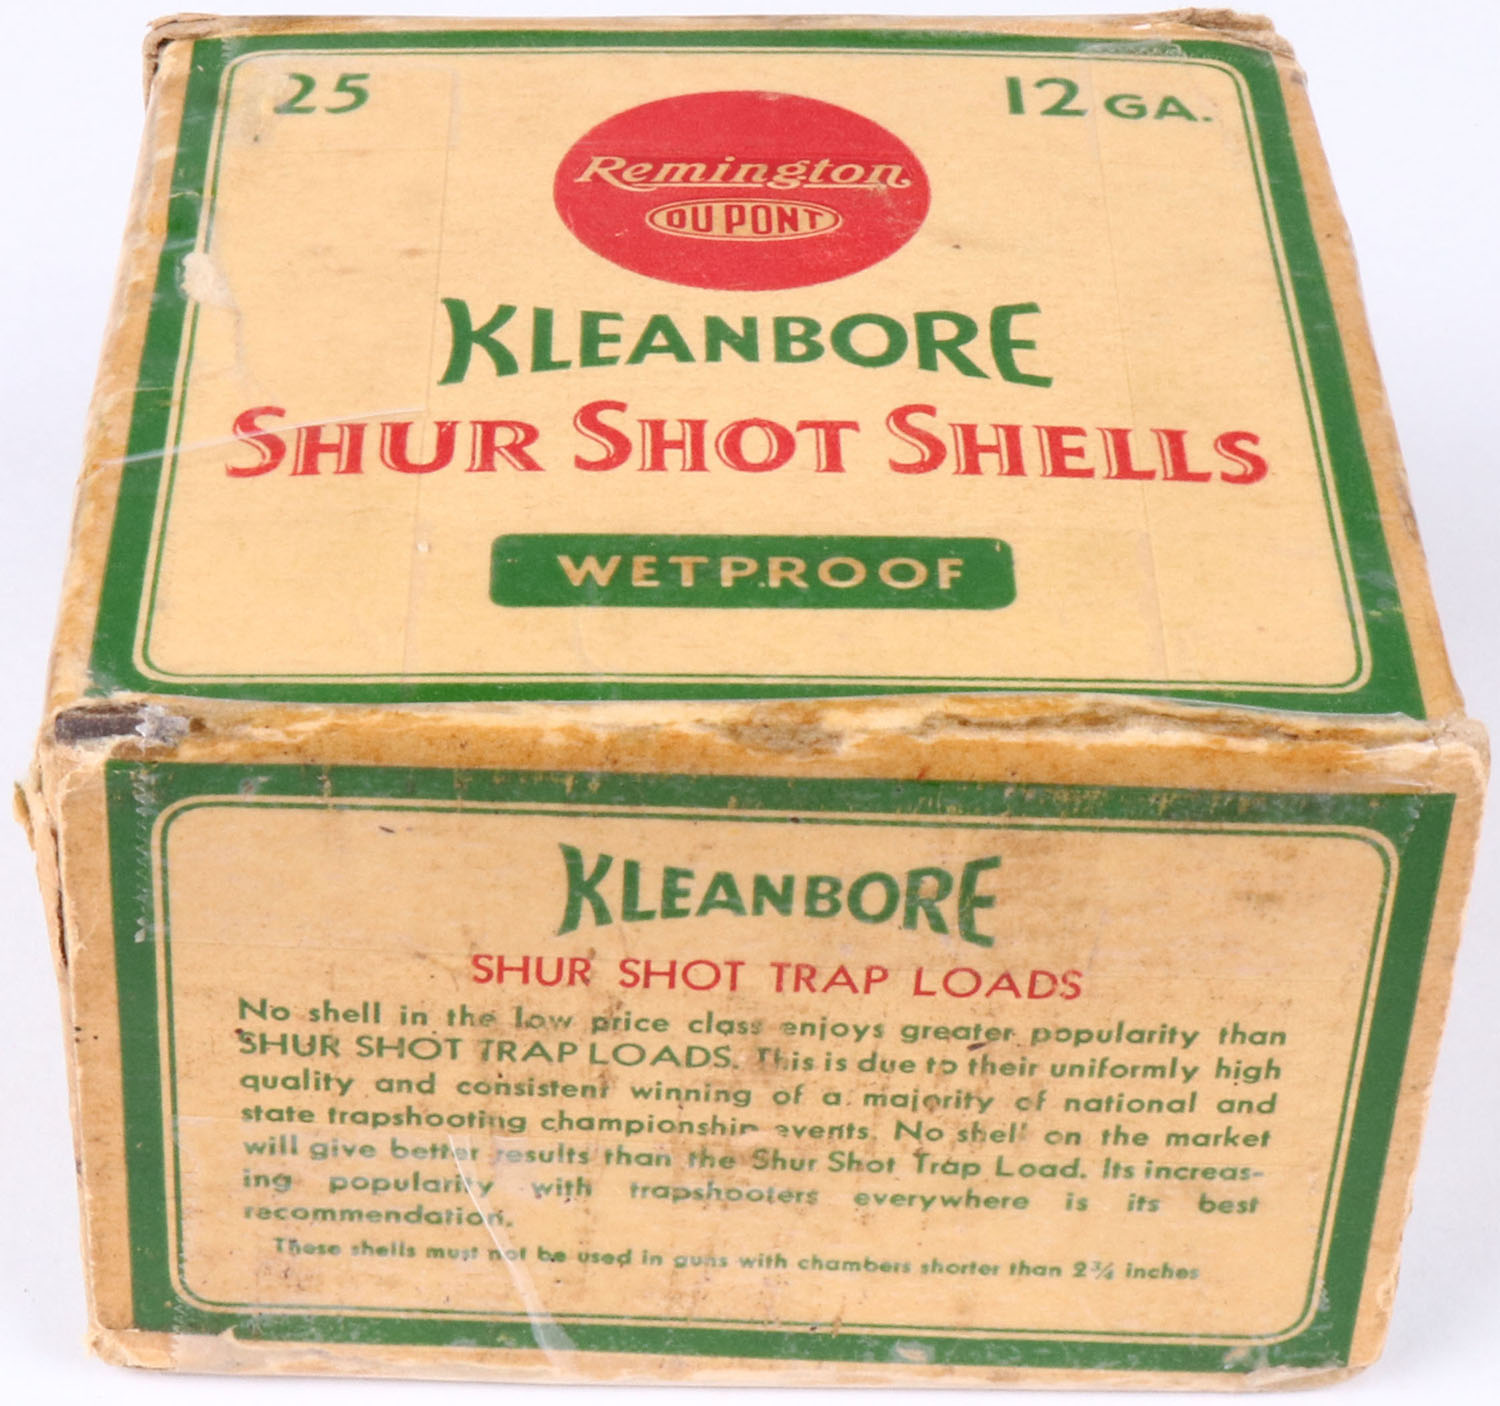 25
12 GA.
Remington
DU PONT
KLEANBORE
SHUR SHOT SHELLS
WETPROOF
KLEANBORE
SHUR SHOT TRAP LOADS
No shell in the low price class enjoys greater popularity than
SHUR SHOT TRAP LOADS. This is due to their uniformly high
quality and consistent winning of a majority of national and
state trapshooting championship events. No shell on the market
will give better results than the Shur Shot Trap Load. Its increas-
ing popularity with trapshooters everywhere is its best
recommendation.
These shells must not be used in guns with chambers shorter than 2¾ inches